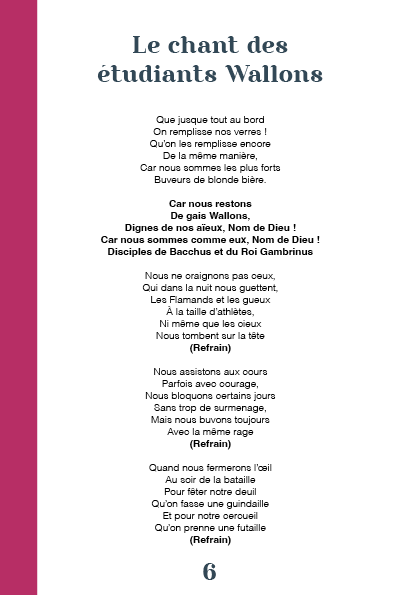 Le chant des
étudiants Wallons
Que jusque tout au bord
On remplisse nos verres !
Qu'on les remplisse encore
De la même manière,
Car nous sommes les plus forts
Buveurs de blonde bière.
Car nous restons
De gais Wallons,
Dignes de nos aïeux, Nom de Dieu !
Car nous sommes comme eux, Nom de Dieu !
Disciples de Bacchus et du Roi Gambrinus
Nous ne craignons pas ceux,
Qui dans la nuit nous guettent,
Les Flamands et les gueux
À la taille d'athlètes,
Ni même que les cieux
Nous tombent sur la tête
(Refrain)
Nous assistons aux cours
Parfois avec courage,
Nous bloquons certains jours
Sans trop de surmenage,
Mais nous buvons toujours
Avec la même rage
(Refrain)
Quand nous fermerons l'œil
Au soir de la bataille
Pour fêter notre deuil
Qu'on fasse une guindaille
Et pour notre cercueil
Qu'on prenne une futaille
(Refrain)
6